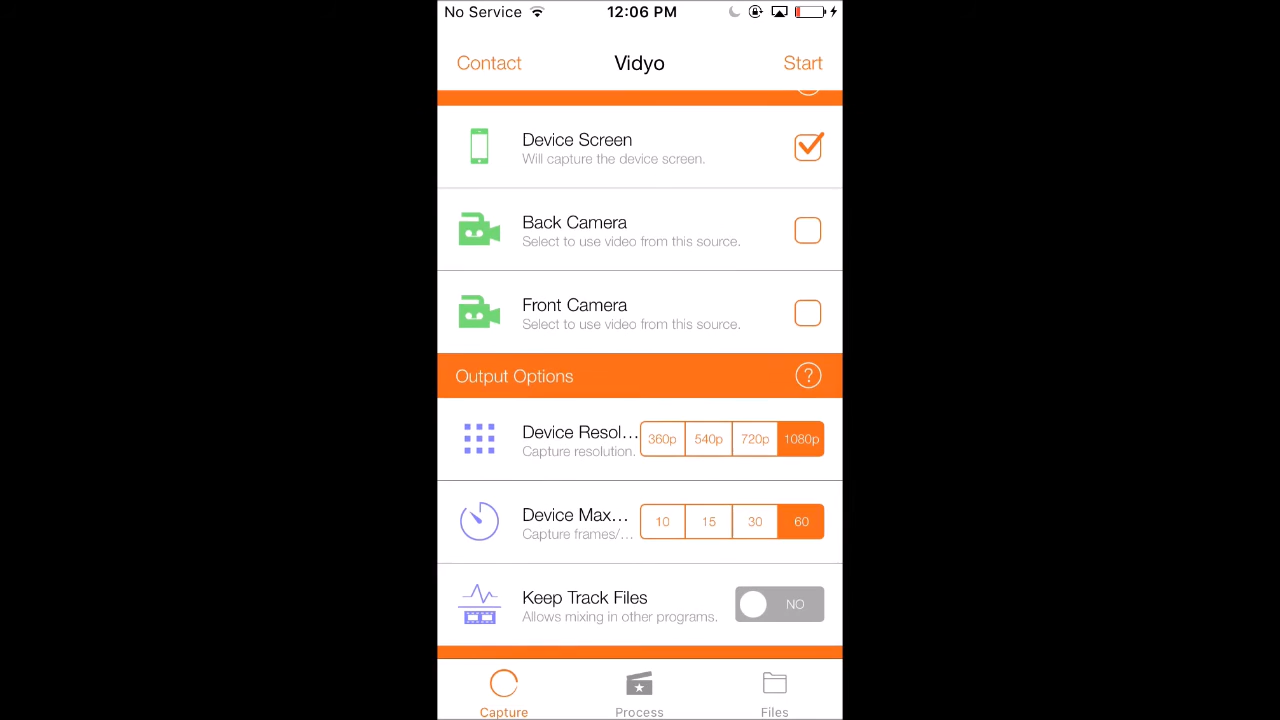 No Service 12:06 PM
Contact Vidyo Start
Device Screen
Will capture the device screen.
Back Camera
Select to use video from this source.
Front Camera
Select to use video from this source.
Output Options ?
Device Resol... 360p 540p 720p 1080p
Capture resolution.
Device Max... 10 15 30 60
Capture frames/...
Keep Track Files NO
Allows mixing in other programs.
Capture Process Files